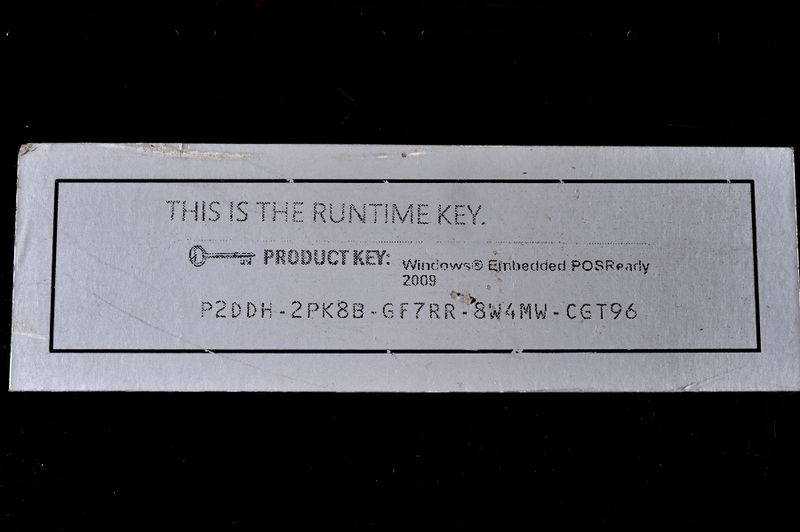 THIS IS THE RUNTIME KEY.
PRODUCT KEY: Windows® Embedded POSReady
2009
P2DDH-2PK8B-GF7RR-8W4MW-CGT96